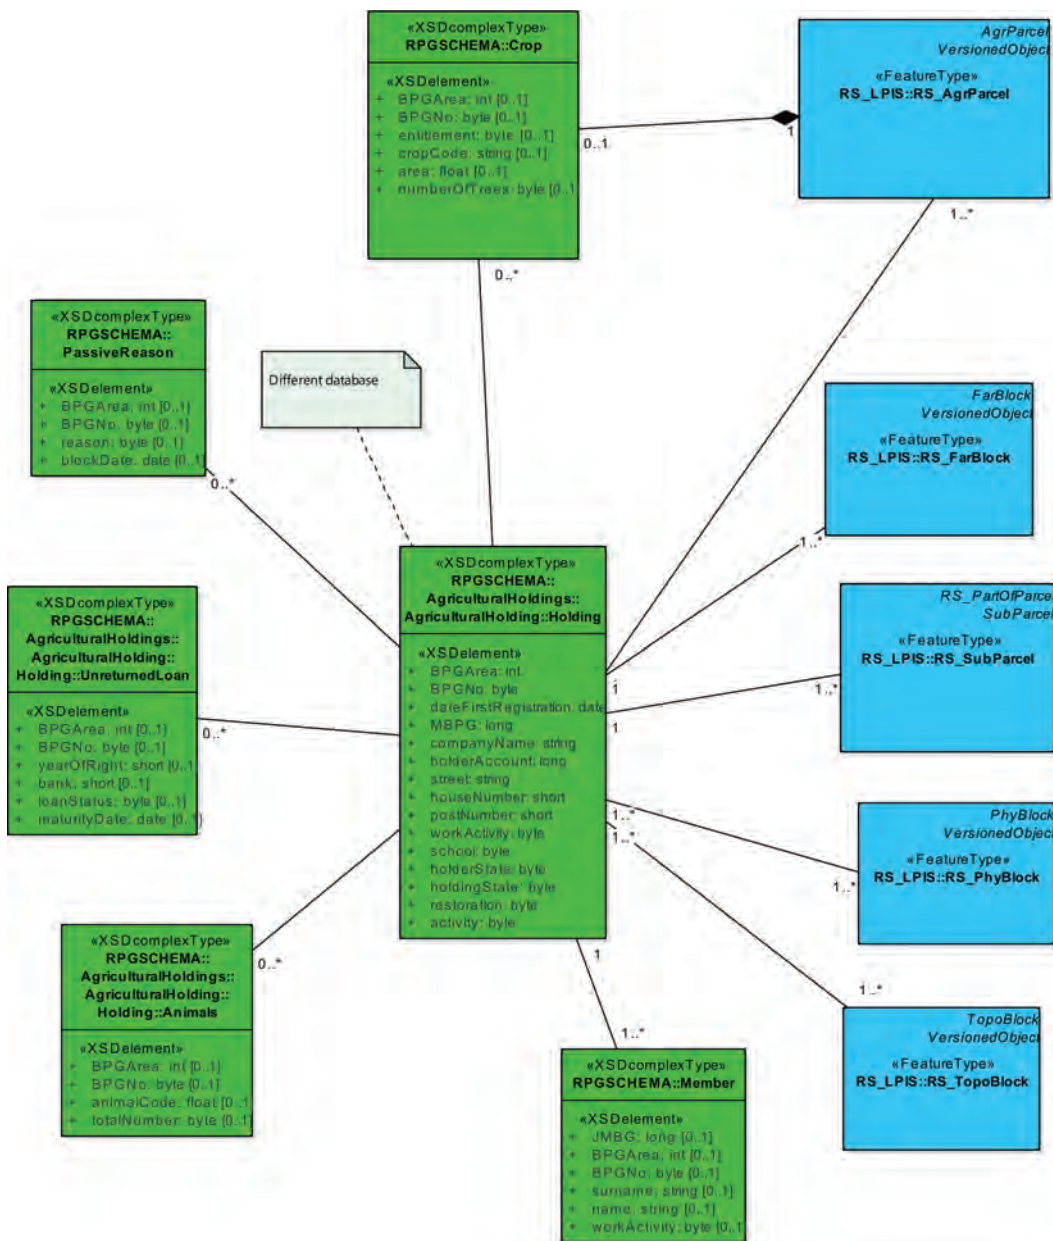 «XSDcomplexType»
RPGSCHEMA::Crop
«XSDelement»
+ BPGArea: int [0..1]
+ BPGNo: byte [0..1]
+ entitlement: byte [0..1]
+ cropCode: string [0..1]
+ area: float [0..1]
+ numberOfTrees: byte [0..1
0..1
1
0..*
AgrParcel
VersionedObject
«FeatureType»
RS_LPIS::RS_AgrParcel
1..*
«XSDcomplexType»
RPGSCHEMA::
PassiveReason
«XSDelement»
+ BPGArea: int [0..1]
+ BPGNo: byte [0..1]
+ reason: byte [0..1]
+ blockDate: date [0..1]
0..*
Different database
FarBlock
VersionedObject
«FeatureType»
RS_LPIS::RS_FarBlock
1..*
«XSDcomplexType»
RPGSCHEMA::
AgriculturalHoldings::
AgriculturalHolding::
Holding::UnreturnedLoan
«XSDelement»
+ BPGArea: int [0..1]
+ BPGNo: byte [0..1]
+ yearOfRight: short [0..1
+ bank: short [0..1]
+ loanStatus: byte [0..1]
+ maturityDate: date [0..1]
0..*
«XSDcomplexType»
RPGSCHEMA::
AgriculturalHoldings::
AgriculturalHolding::Holding
«XSDelement»
+ BPGArea: int
+ BPGNo: byte
+ dateFirstRegistration: date
+ MBPG: long
+ companyName: string
+ holderAccount: long
+ street: string
+ houseNumber: short
+ postNumber: short
+ workActivity: byte
+ school: byte
+ holderState: byte
+ holdingState: byte
+ restoration: byte
+ activity: byte
1
1
1..*
1..*
1
RS_PartOfParcel
SubParcel
«FeatureType»
RS_LPIS::RS_SubParcel
1..*
PhyBlock
VersionedObject
«FeatureType»
RS_LPIS::RS_PhyBlock
1..*
«XSDcomplexType»
RPGSCHEMA::
AgriculturalHoldings::
AgriculturalHolding::
Holding::Animals
«XSDelement»
+ BPGArea: int [0..1]
+ BPGNo: byte [0..1]
+ animalCode: float [0..1
+ totalNumber: byte [0..1
0..*
1..*
TopoBlock
VersionedObject
«FeatureType»
RS_LPIS::RS_TopoBlock
1..*
«XSDcomplexType»
RPGSCHEMA::Member
«XSDelement»
+ JMBG: long [0..1]
+ BPGArea: int [0..1]
+ BPGNo: byte [0..1]
+ surname: string [0..1]
+ name: string [0..1]
+ workActivity: byte [0..1